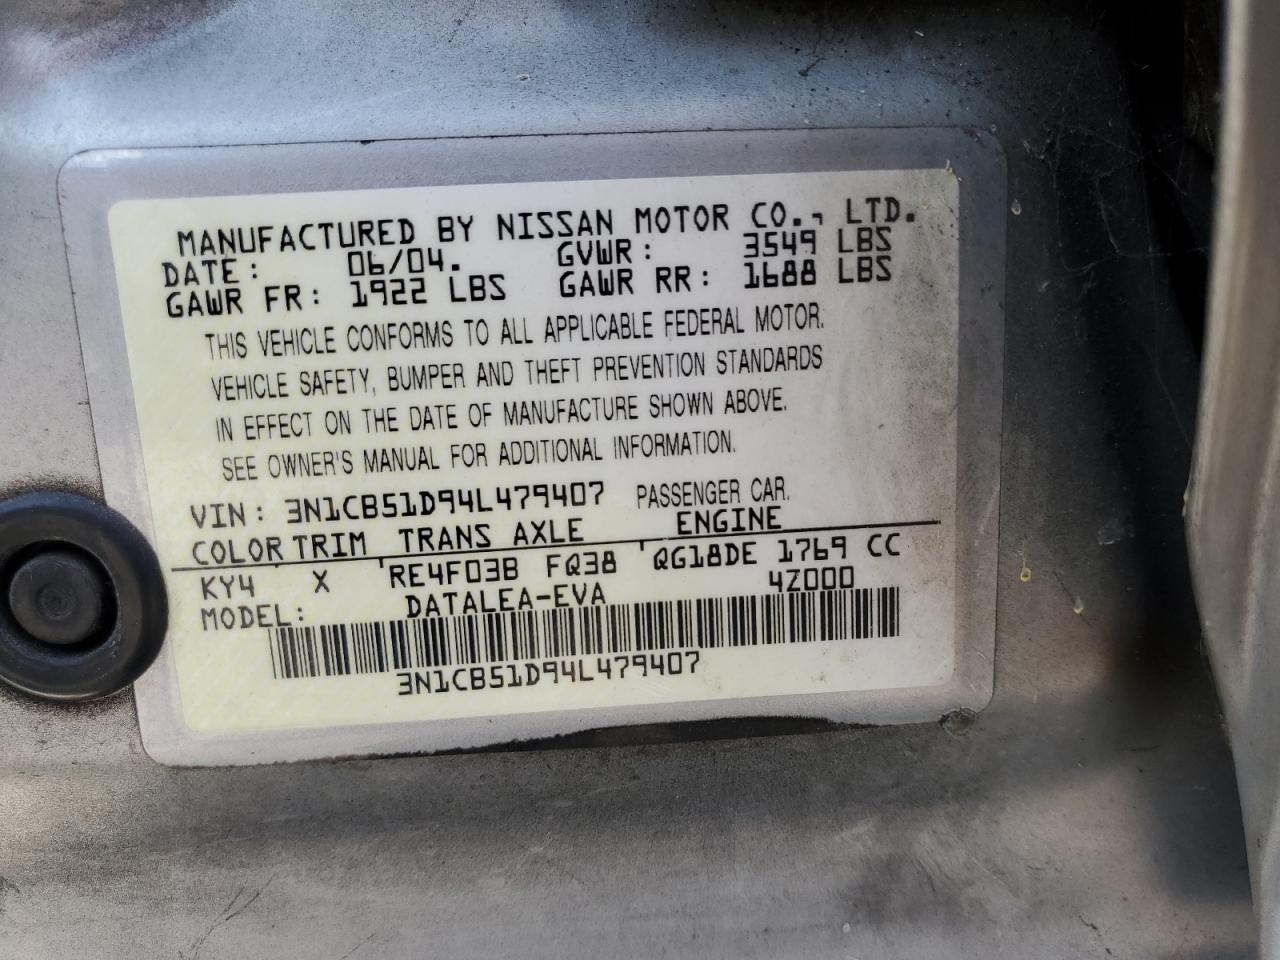 MANUFACTURED BY NISSAN MOTOR CO., LTD.
DATE: 06/04. GVWR: 3549 LBS
GAWR FR: 1922 LBS GAWR RR: 1688 LBS
THIS VEHICLE CONFORMS TO ALL APPLICABLE FEDERAL MOTOR.
VEHICLE SAFETY, BUMPER AND THEFT PREVENTION STANDARDS
IN EFFECT ON THE DATE OF MANUFACTURE SHOWN ABOVE.
SEE OWNER'S MANUAL FOR ADDITIONAL INFORMATION.
VIN: 3N1CB51D94L479407 PASSENGER CAR.
COLOR TRIM TRANS AXLE ENGINE
KY4 X RE4F03B FQ38 QG18DE 1769 CC
MODEL: DATALEA-EVA 4Z000
3N1CB51D94L479407